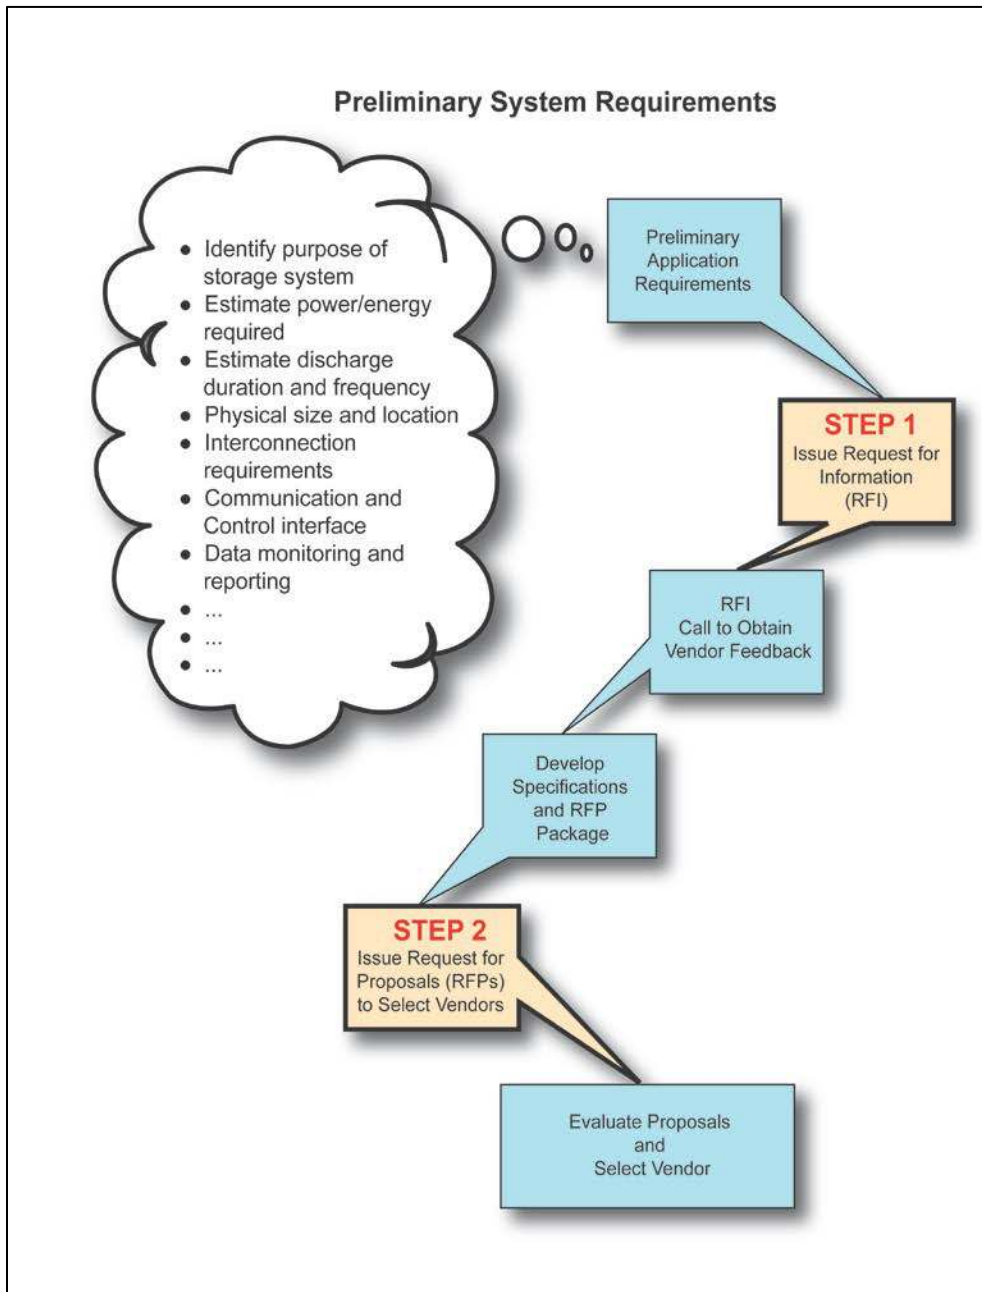 Preliminary System Requirements
● Identify purpose of
storage system
● Estimate power/energy
required
● Estimate discharge
duration and frequency
● Physical size and location
● Interconnection
requirements
● Communication and
Control interface
● Data monitoring and
reporting
● ...
● ...
● ...
Preliminary
Application
Requirements
STEP 1
Issue Request for
Information
(RFI)
RFI
Call to Obtain
Vendor Feedback
Develop
Specifications
and RFP
Package
STEP 2
Issue Request for
Proposals (RFPs)
to Select Vendors
Evaluate Proposals
and
Select Vendor